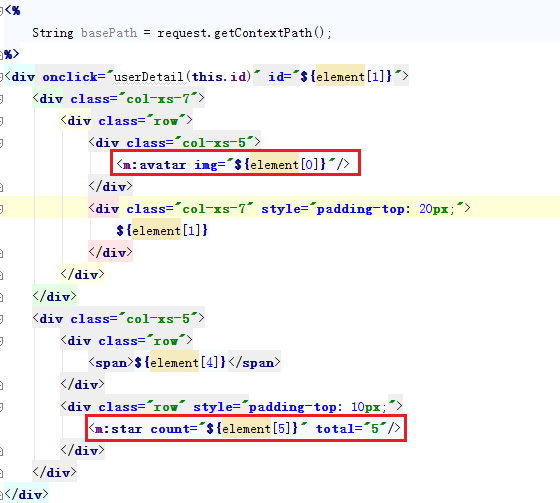 <%
String basePath = request.getContextPath();
%>
<div onclick="userDetail(this.id)" id="${element[1]}">
<div class="col-xs-7">
<div class="row">
<div class="col-xs-5">
<m:avatar img="${element[0]}"/>
</div>
<div class="col-xs-7" style="padding-top: 20px;">
${element[1]}
</div>
</div>
</div>
<div class="col-xs-5">
<div class="row">
<span>${element[4]}</span>
</div>
<div class="row" style="padding-top: 10px;">
<m:star count="${element[5]}" total="5"/>
</div>
</div>
</div>